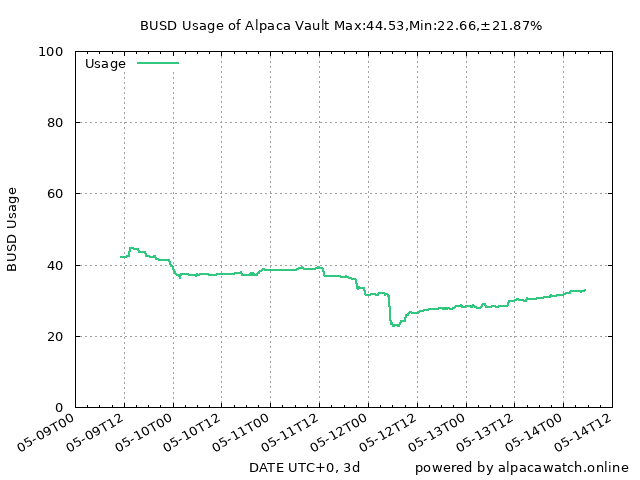 BUSD Usage of Alpaca Vault Max:44.53,Min:22.66,±21.87%
Usage
100
80
60
40
20
0
BUSD Usage
05-09T00
05-09T12
05-10T00
05-10T12
05-11T00
05-11T12
05-12T00
05-12T12
05-13T00
05-13T12
05-14T00
05-14T12
DATE UTC+0, 3d
powered by alpacawatch.online